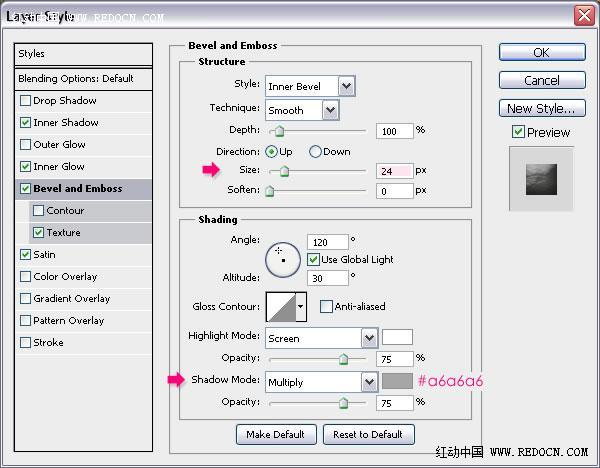 Layer Style
红动中国 WWW.REDOCN.COM
Styles
Blending Options: Default
Drop Shadow
Inner Shadow
Outer Glow
Inner Glow
Bevel and Emboss
Contour
Texture
Satin
Color Overlay
Gradient Overlay
Pattern Overlay
Stroke
Bevel and Emboss
Structure
Style: Inner Bevel
Technique: Smooth
Depth: 100 %
Direction: Up Down
Size: 24 px
Soften: 0 px
Shading
Angle: 120 °
Use Global Light
Altitude: 30 °
Gloss Contour: Anti-aliased
Highlight Mode: Screen
Opacity: 75 %
Shadow Mode: Multiply #a6a6a6
Opacity: 75 %
Make Default Reset to Default
OK
Cancel
New Style...
Preview
红动中国 WWW.REDOCN.COM